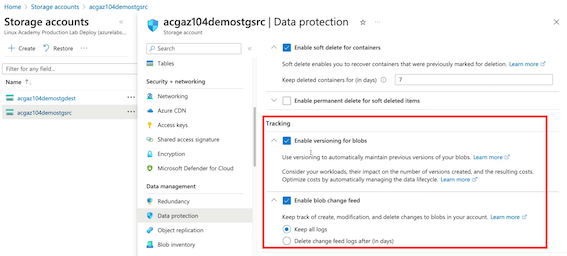 Home > Storage accounts > acgaz104demostgsrc
Storage accounts
Linux Academy Production Lab Deploy (azurelabs...
Create
Restore
...
Filter for any field...
Name ↑
acgaz104demostgdest
...
acgaz104demostgsrc
...
acgaz104demostgsrc | Data protection
...
Storage account
Search
Tables
Security + networking
Networking
Azure CDN
Access keys
Shared access signature
Encryption
Microsoft Defender for Cloud
Data management
Redundancy
Data protection
Object replication
Blob inventory
Enable soft delete for containers
Soft delete enables you to recover containers that were previously marked for deletion. Learn more
Keep deleted containers for (in days)
7
Enable permanent delete for soft deleted items
Tracking
Enable versioning for blobs
Use versioning to automatically maintain previous versions of your blobs. Learn more
Consider your workloads, their impact on the number of versions created, and the resulting costs.
Optimize costs by automatically managing the data lifecycle. Learn more
Enable blob change feed
Keep track of create, modification, and delete changes to blobs in your account. Learn more
Keep all logs
Delete change feed logs after (in days)